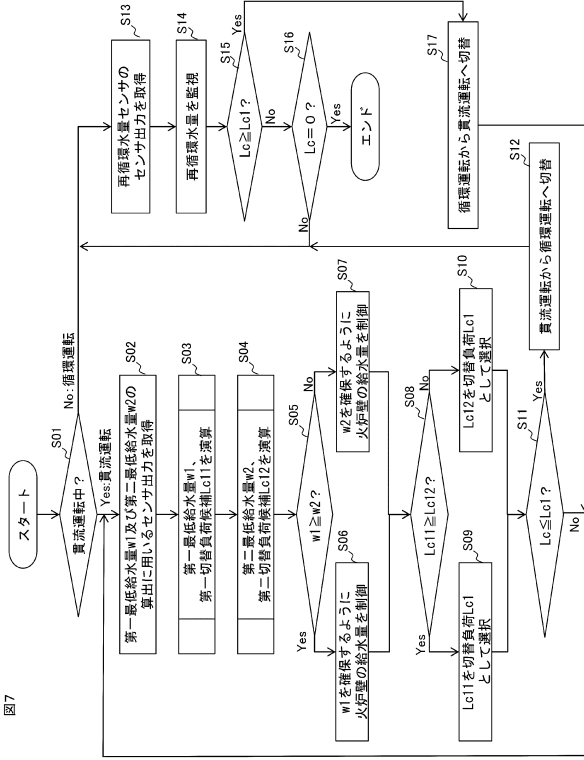 図7
スタート
S01
貫流運転中？
No:循環運転
Yes:貫流運転
S02
第一最低給水量w1及び第二最低給水量w2の
算出に用いるセンサ出力を取得
S03
第一最低給水量w1、
第一切替負荷候補Lc11を演算
S04
第二最低給水量w2、
第二切替負荷候補Lc12を演算
S05
w1≧w2？
Yes
No
S06
w1を確保するように
火炉壁の給水量を制御
S07
w2を確保するように
火炉壁の給水量を制御
S08
Lc11≧Lc12？
Yes
No
S09
Lc11を切替負荷Lc1
として選択
S10
Lc12を切替負荷Lc1
として選択
S11
Lc≦Lc1？
Yes
No
S12
貫流運転から循環運転へ切替
S13
再循環水量センサの
センサ出力を取得
S14
再循環水量を監視
S15
Lc≧Lc1？
Yes
No
S16
Lc＝0？
No
Yes
エンド
S17
循環運転から貫流運転へ切替